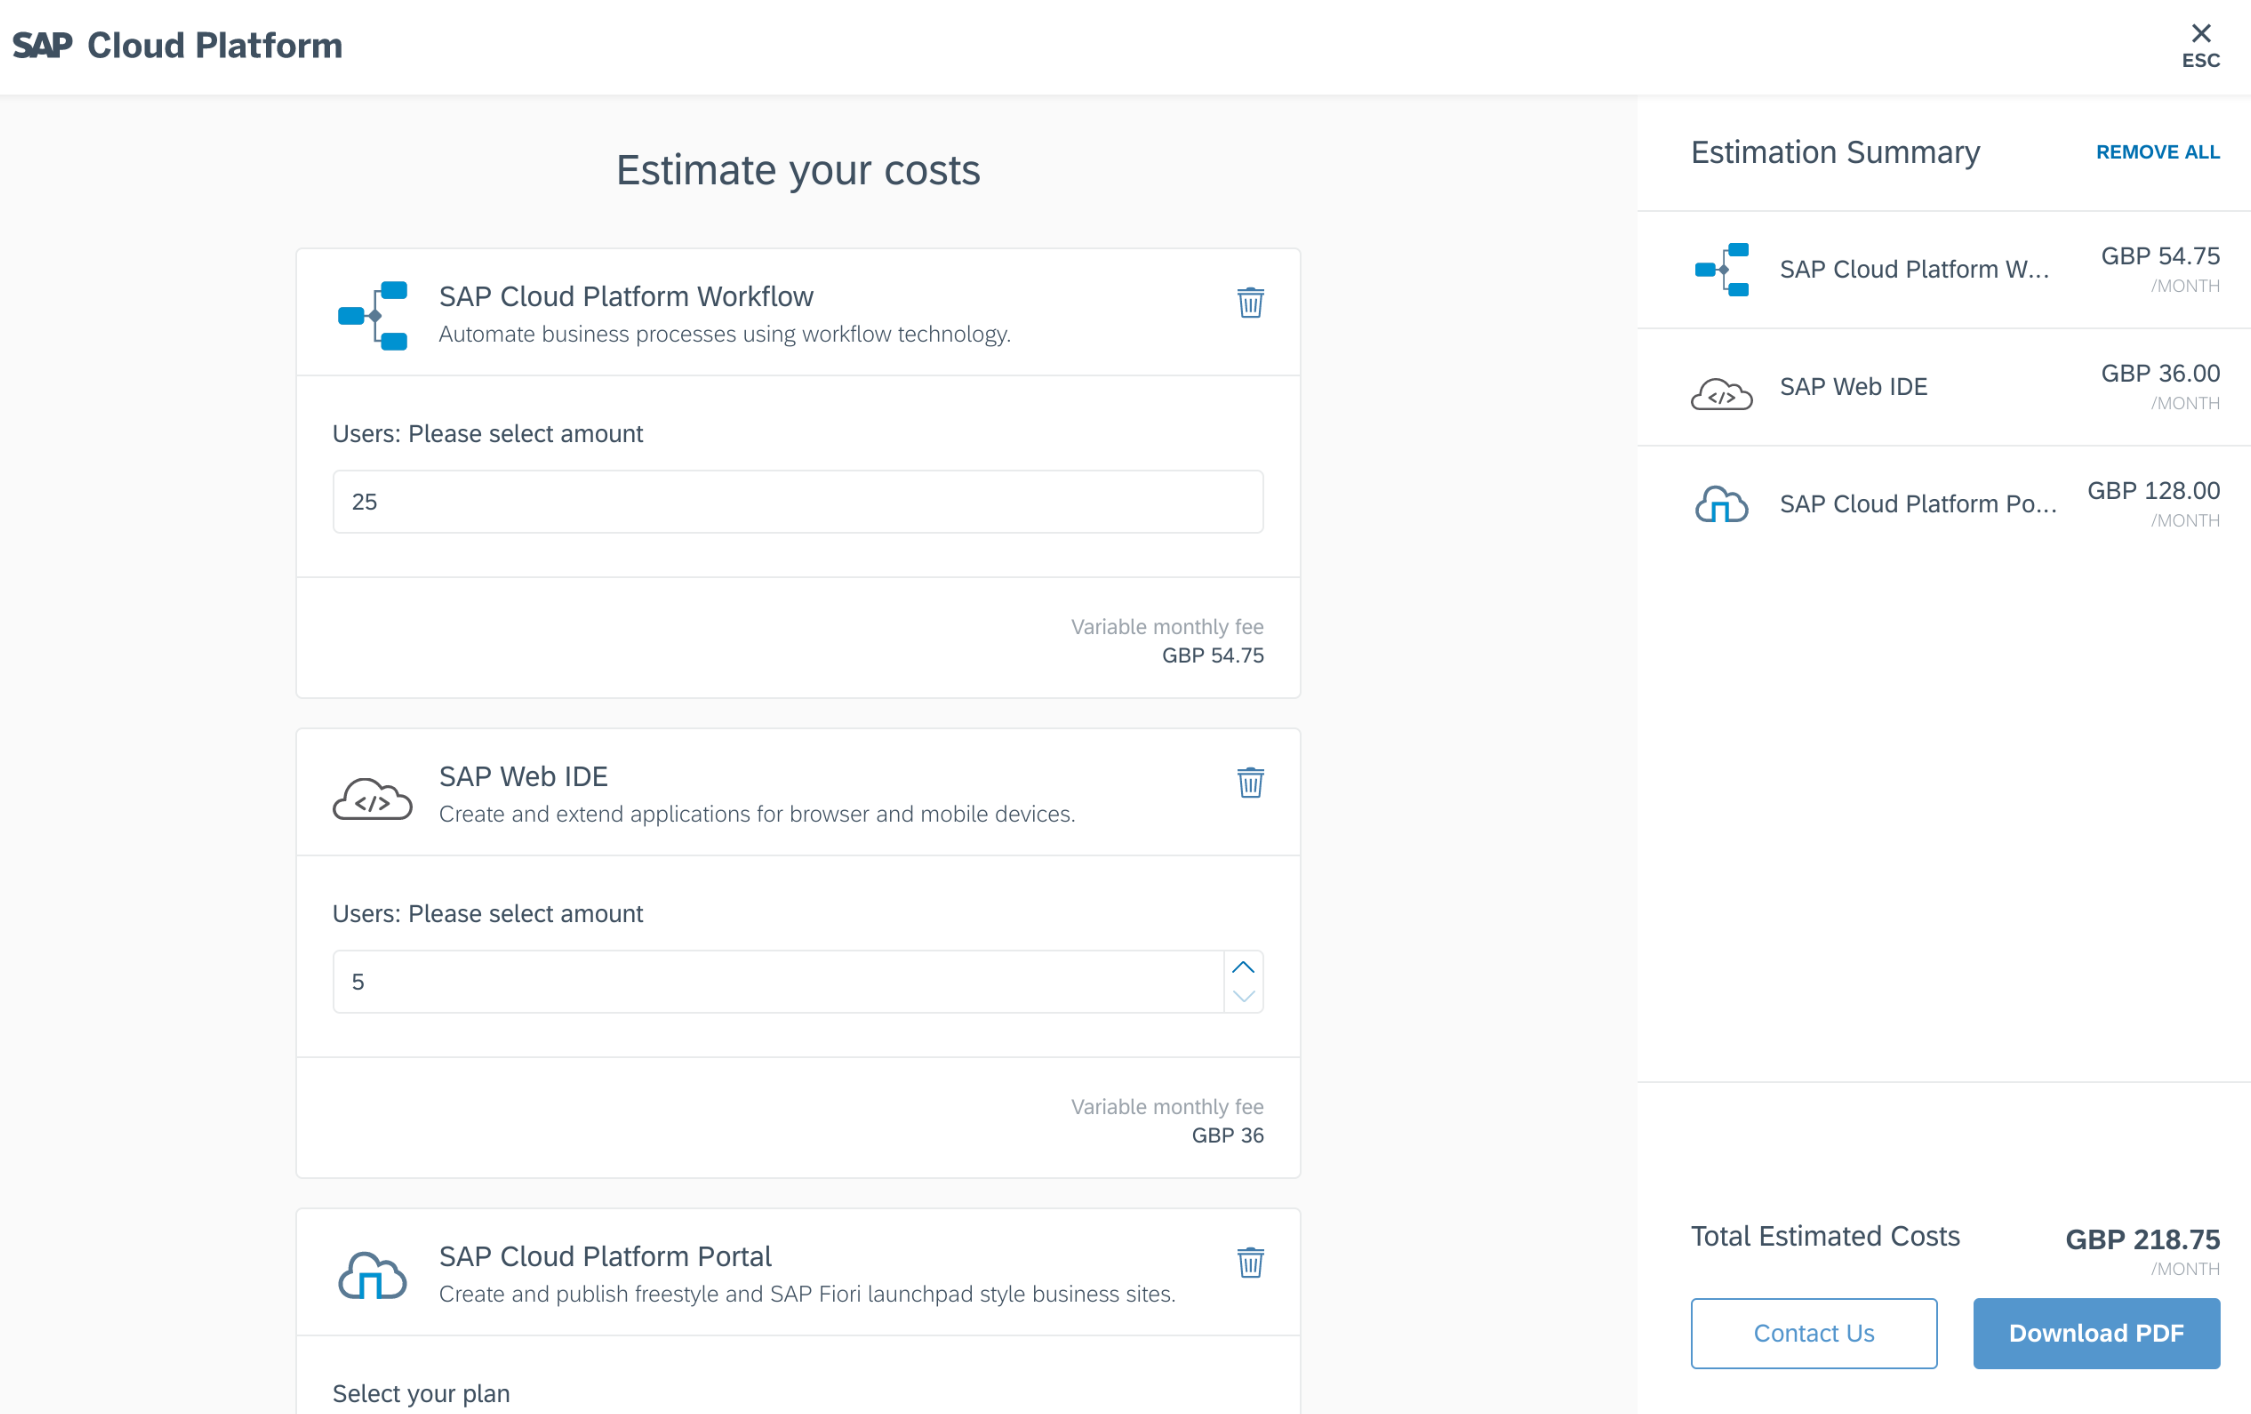 SAP Cloud Platform
ESC
Estimate your costs
SAP Cloud Platform Workflow
Automate business processes using workflow technology.
Users: Please select amount
25
Variable monthly fee
GBP 54.75
SAP Web IDE
Create and extend applications for browser and mobile devices.
Users: Please select amount
5
Variable monthly fee
GBP 36
SAP Cloud Platform Portal
Create and publish freestyle and SAP Fiori launchpad style business sites.
Select your plan
Estimation Summary
REMOVE ALL
SAP Cloud Platform W...
GBP 54.75
/MONTH
SAP Web IDE
GBP 36.00
/MONTH
SAP Cloud Platform Po...
GBP 128.00
/MONTH
Total Estimated Costs
GBP 218.75
/MONTH
Contact Us
Download PDF